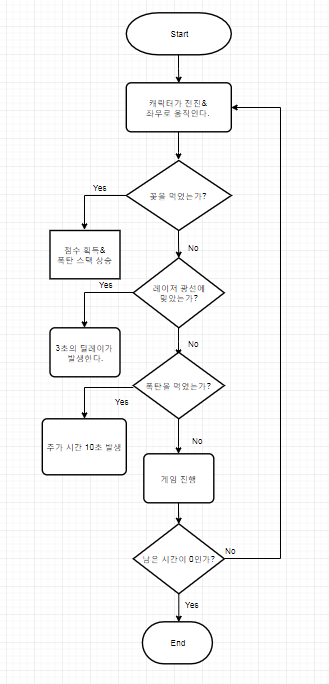 Start
캐릭터가 전진&
좌우로 움직인다.
꽃을 먹었는가?
Yes
No
점수 획득&
폭탄 스택 상승
레이저 광선에
맞았는가?
Yes
No
3초의 딜레이가
발생한다.
폭탄을 먹었는가?
Yes
No
추가 시간 10초 발생
게임 진행
남은 시간이 0인가?
No
Yes
End